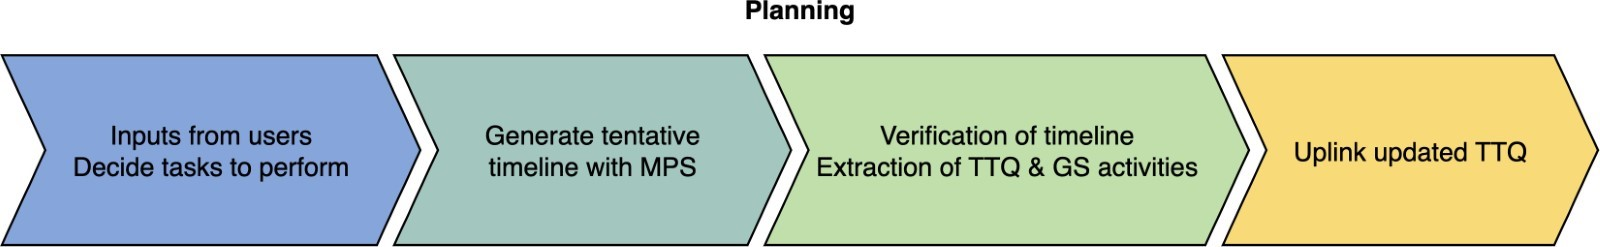 Planning
Inputs from users
Decide tasks to perform
Generate tentative
timeline with MPS
Verification of timeline
Extraction of TTQ & GS activities
Uplink updated TTQ